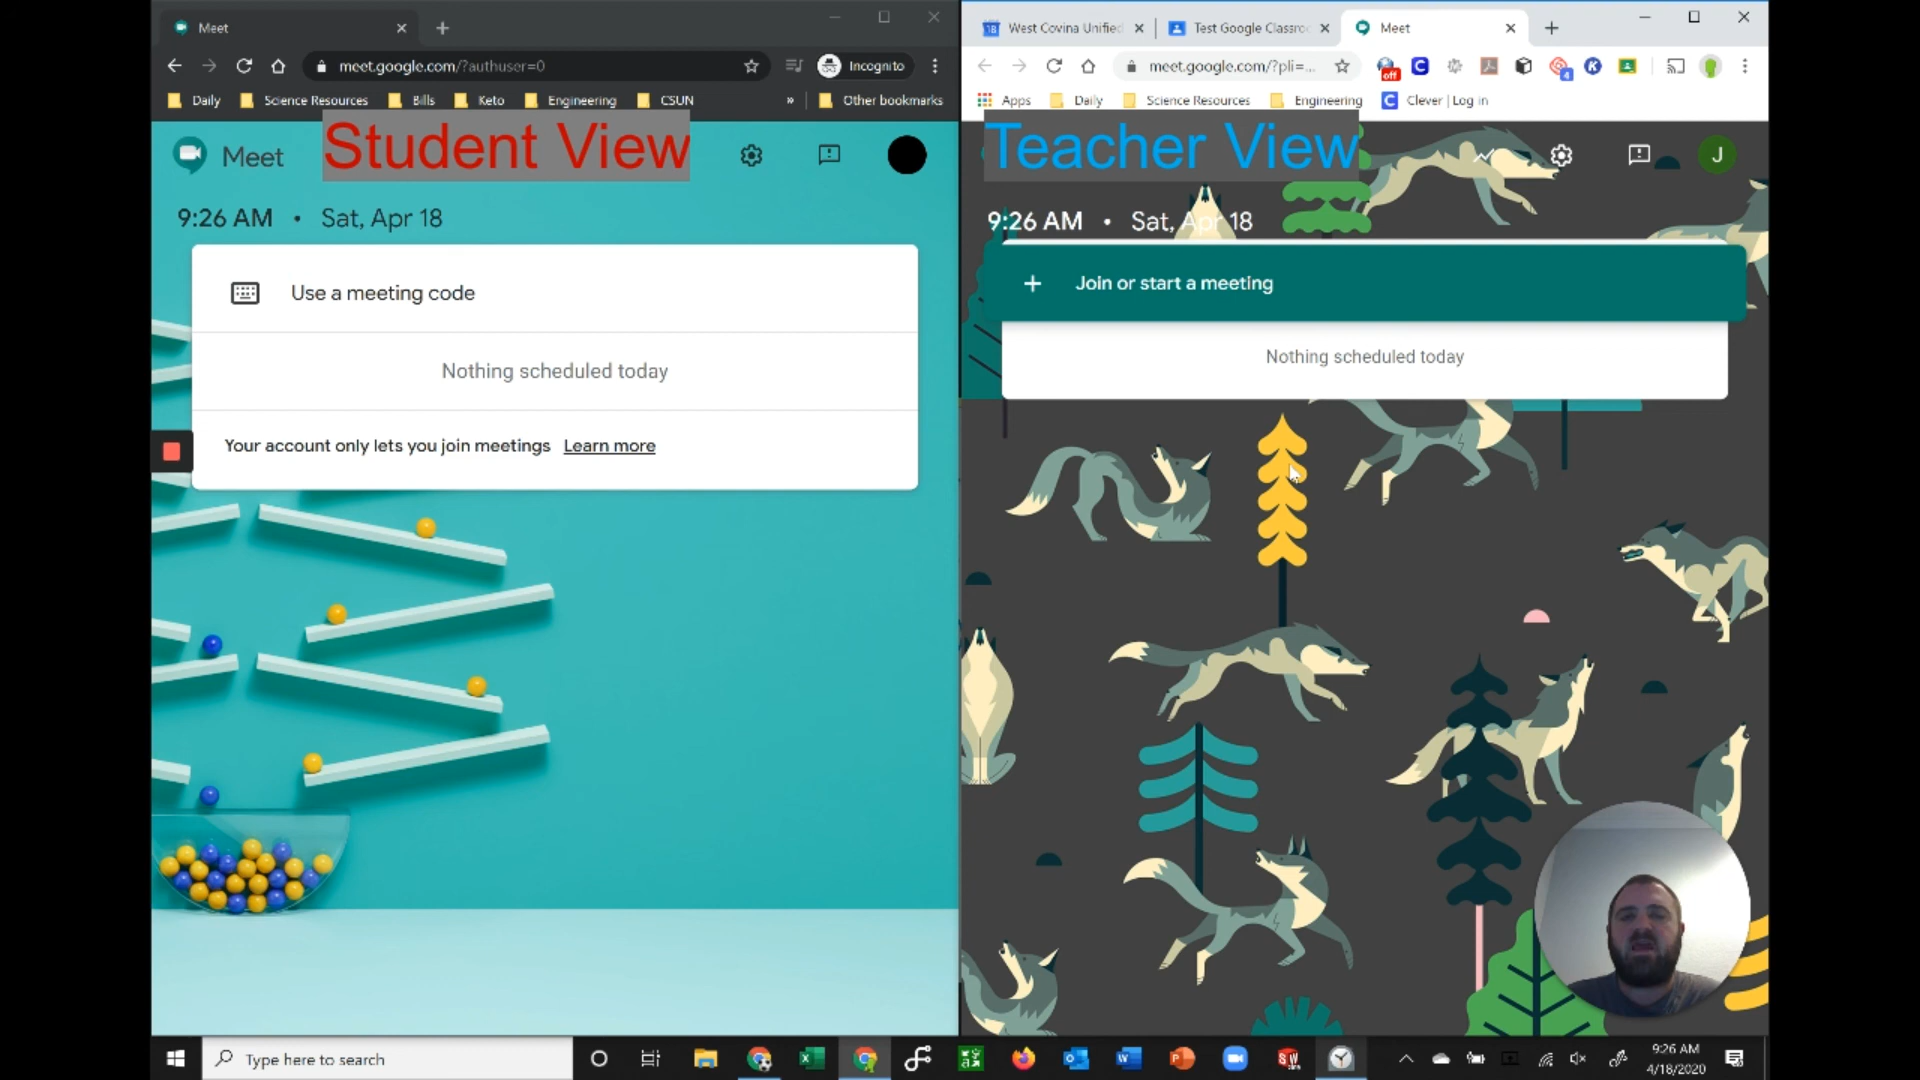 Meet
meet.google.com/?authuser=0
Incognito
Daily
Science Resources
Bills
Keto
Engineering
CSUN
»
Other bookmarks
Meet
Student View
9:26 AM • Sat, Apr 18
Use a meeting code
Nothing scheduled today
Your account only lets you join meetings Learn more
West Covina Unified
Test Google Classro
Meet
meet.google.com/?pli=...
off
4
Apps
Daily
Science Resources
Engineering
Clever | Log in
Teacher View
J
9:26 AM • Sat, Apr 18
+ Join or start a meeting
Nothing scheduled today
Type here to search
9:26 AM
4/18/2020